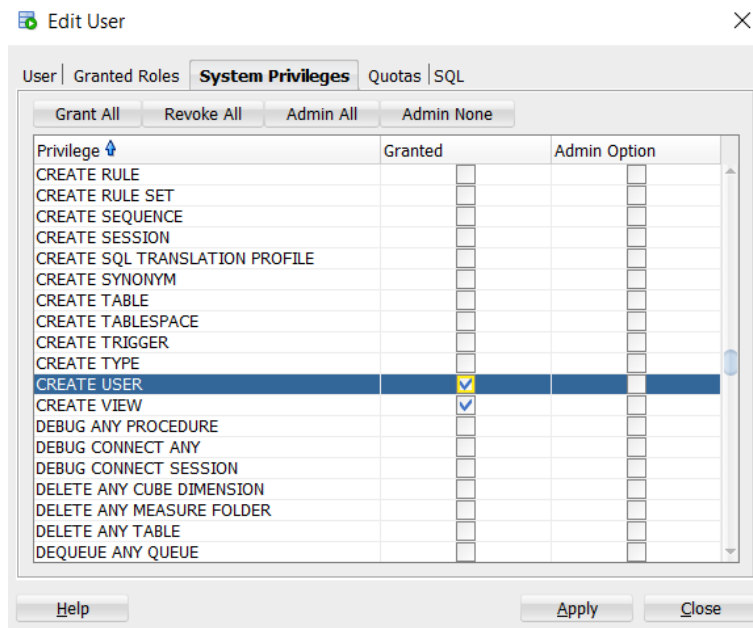 Edit User
User Granted Roles System Privileges Quotas SQL
Grant All Revoke All Admin All Admin None
Privilege Granted Admin Option
CREATE RULE
CREATE RULE SET
CREATE SEQUENCE
CREATE SESSION
CREATE SQL TRANSLATION PROFILE
CREATE SYNONYM
CREATE TABLE
CREATE TABLESPACE
CREATE TRIGGER
CREATE TYPE
CREATE USER
CREATE VIEW
DEBUG ANY PROCEDURE
DEBUG CONNECT ANY
DEBUG CONNECT SESSION
DELETE ANY CUBE DIMENSION
DELETE ANY MEASURE FOLDER
DELETE ANY TABLE
DEQUEUE ANY QUEUE
Help Apply Close